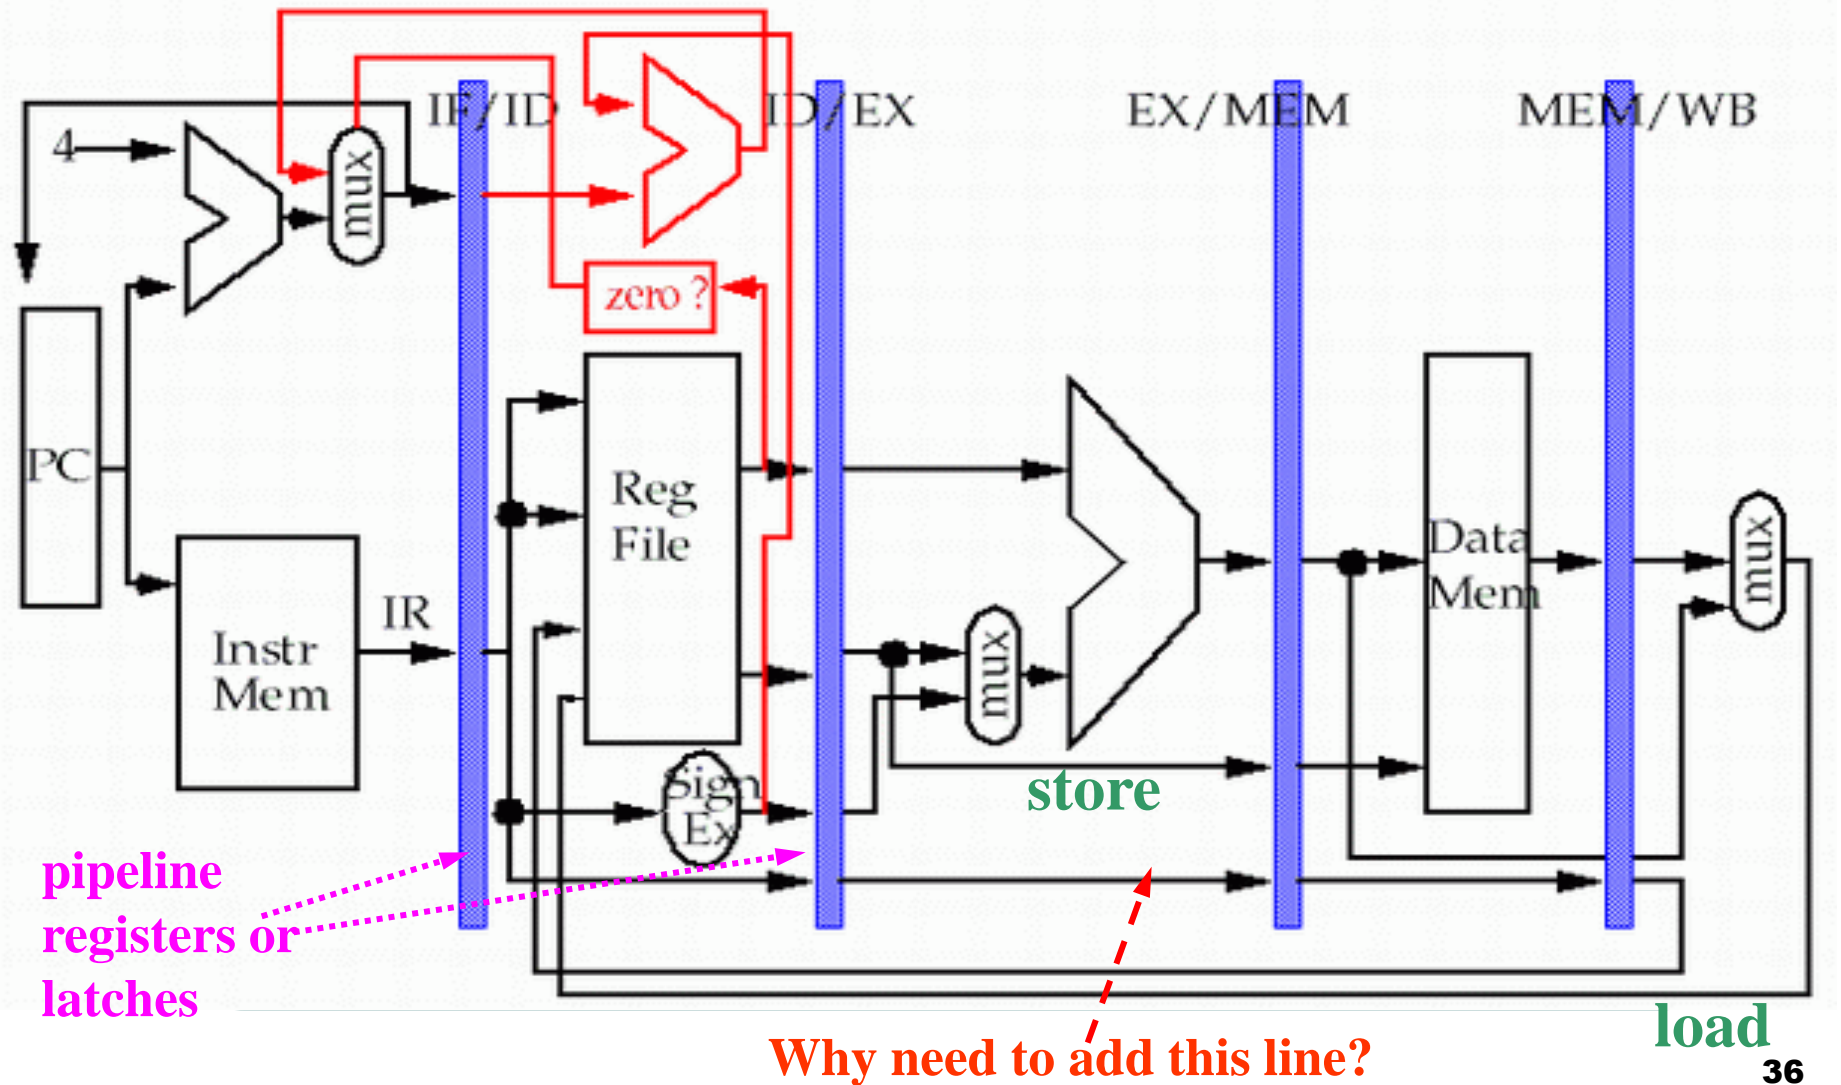 IF/ID
ID/EX
EX/MEM
MEM/WB
4
mux
zero ?
PC
Reg
File
Data
Mem
mux
IR
Instr
Mem
mux
Sign
Ex
store
pipeline
registers or
latches
load
Why need to add this line?
36